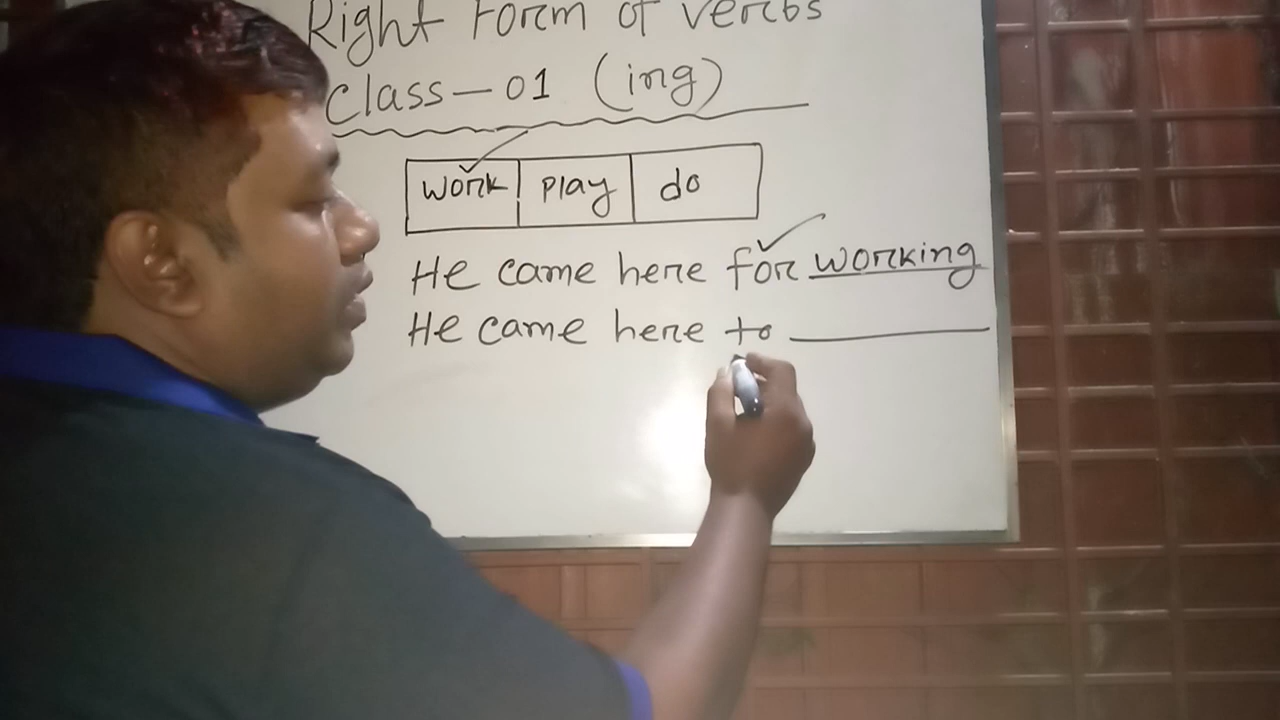 Right Form of Verbs
Class-01 (ing)
work play do
He came here for working
He came here to